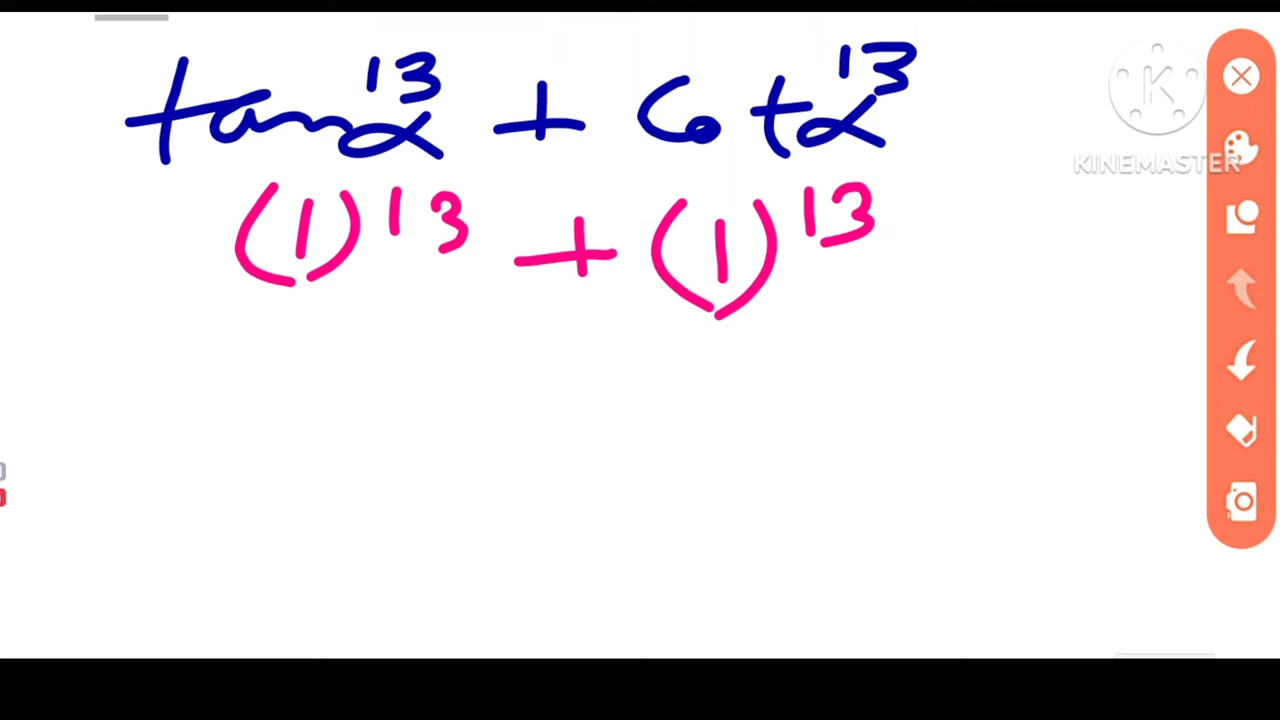 tan¹³α + Cot¹³α
(1)¹³ + (1)¹³
K
KINEMASTER